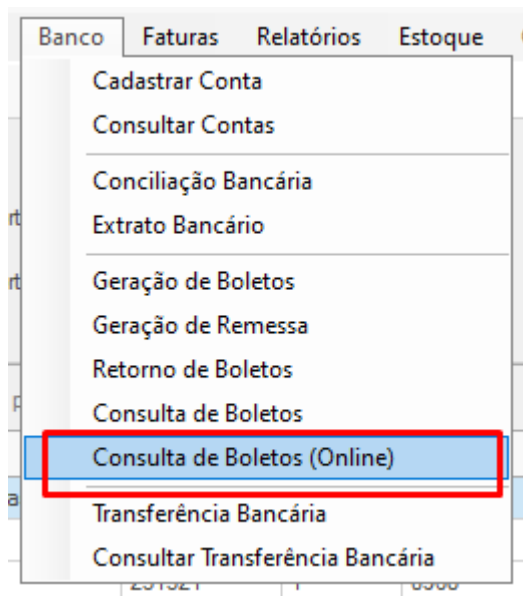 Banco Faturas Relatórios Estoque
Cadastrar Conta
Consultar Contas
Conciliação Bancária
Extrato Bancário
Geração de Boletos
Geração de Remessa
Retorno de Boletos
Consulta de Boletos
Consulta de Boletos (Online)
Transferência Bancária
Consultar Transferência Bancária